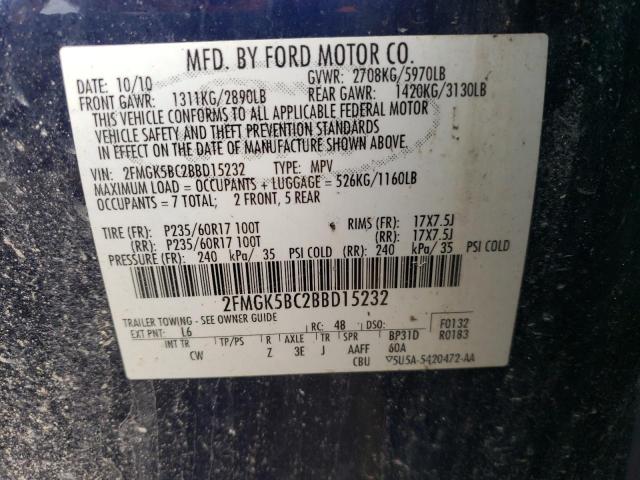 MFD. BY FORD MOTOR CO.
DATE: 10/10 GVWR: 2708KG/5970LB
FRONT GAWR: 1311KG/2890LB REAR GAWR: 1420KG/3130LB
THIS VEHICLE CONFORMS TO ALL APPLICABLE FEDERAL MOTOR
VEHICLE SAFETY AND THEFT PREVENTION STANDARDS
IN EFFECT ON THE DATE OF MANUFACTURE SHOWN ABOVE.
VIN: 2FMGK5BC2BBD15232 TYPE: MPV
MAXIMUM LOAD = OCCUPANTS + LUGGAGE = 526KG/1160LB
OCCUPANTS = 7 TOTAL; 2 FRONT, 5 REAR
TIRE (FR): P235/60R17 100T RIMS (FR): 17X7.5J
(RR): P235/60R17 100T (RR): 17X7.5J
PRESSURE (FR): 240 kPa/ 35 PSI COLD (RR): 240 kPa/ 35 PSI COLD
2FMGK5BC2BBD15232
TRAILER TOWING - SEE OWNER GUIDE
EXT PNT: L6 RC: 48 DSO: F0132
INT TR TP/PS R AXLE TR SPR BP31D R0183
CW Z 3E J AAFF 60A
CBU 5U5A-5420472-AA